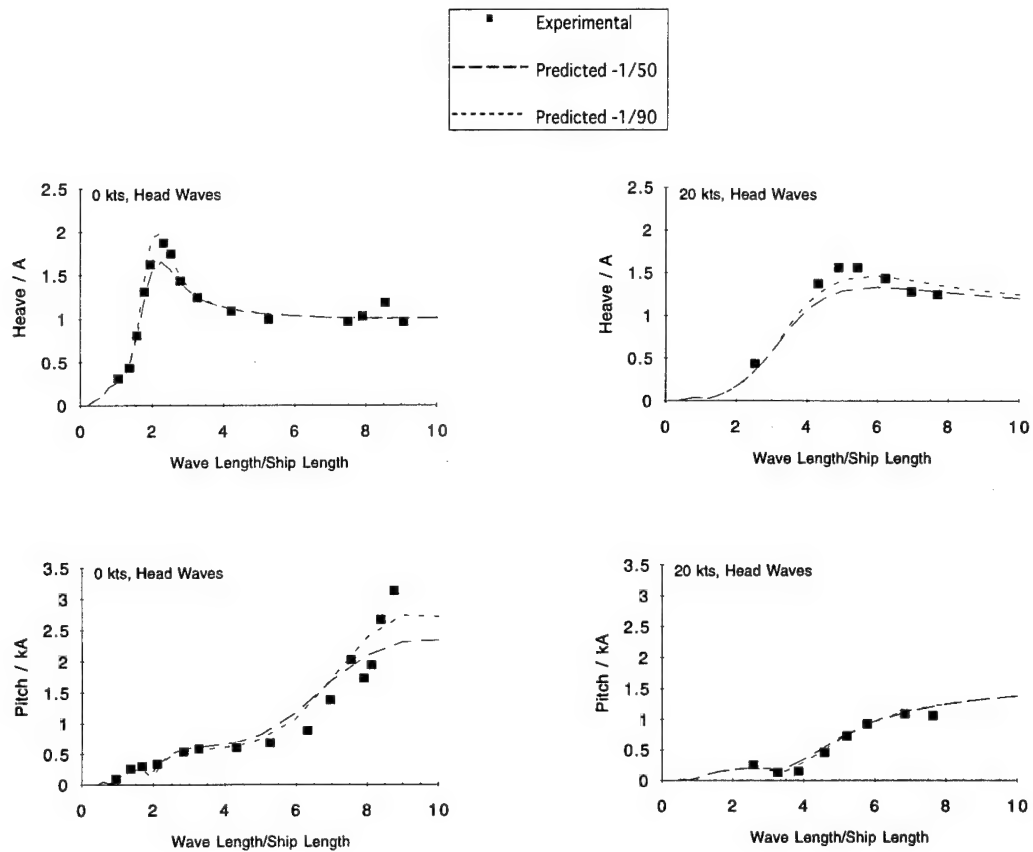 Experimental
Predicted -1/50
Predicted -1/90
0 kts, Head Waves
Heave / A
2.5
2
1.5
1
0.5
0
0 2 4 6 8 10
Wave Length/Ship Length
20 kts, Head Waves
Heave / A
2.5
2
1.5
1
0.5
0
0 2 4 6 8 10
Wave Length/Ship Length
0 kts, Head Waves
Pitch / kA
3.5
3
2.5
2
1.5
1
0.5
0
0 2 4 6 8 10
Wave Length/Ship Length
20 kts, Head Waves
Pitch / kA
3.5
3
2.5
2
1.5
1
0.5
0
0 2 4 6 8 10
Wave Length/Ship Length